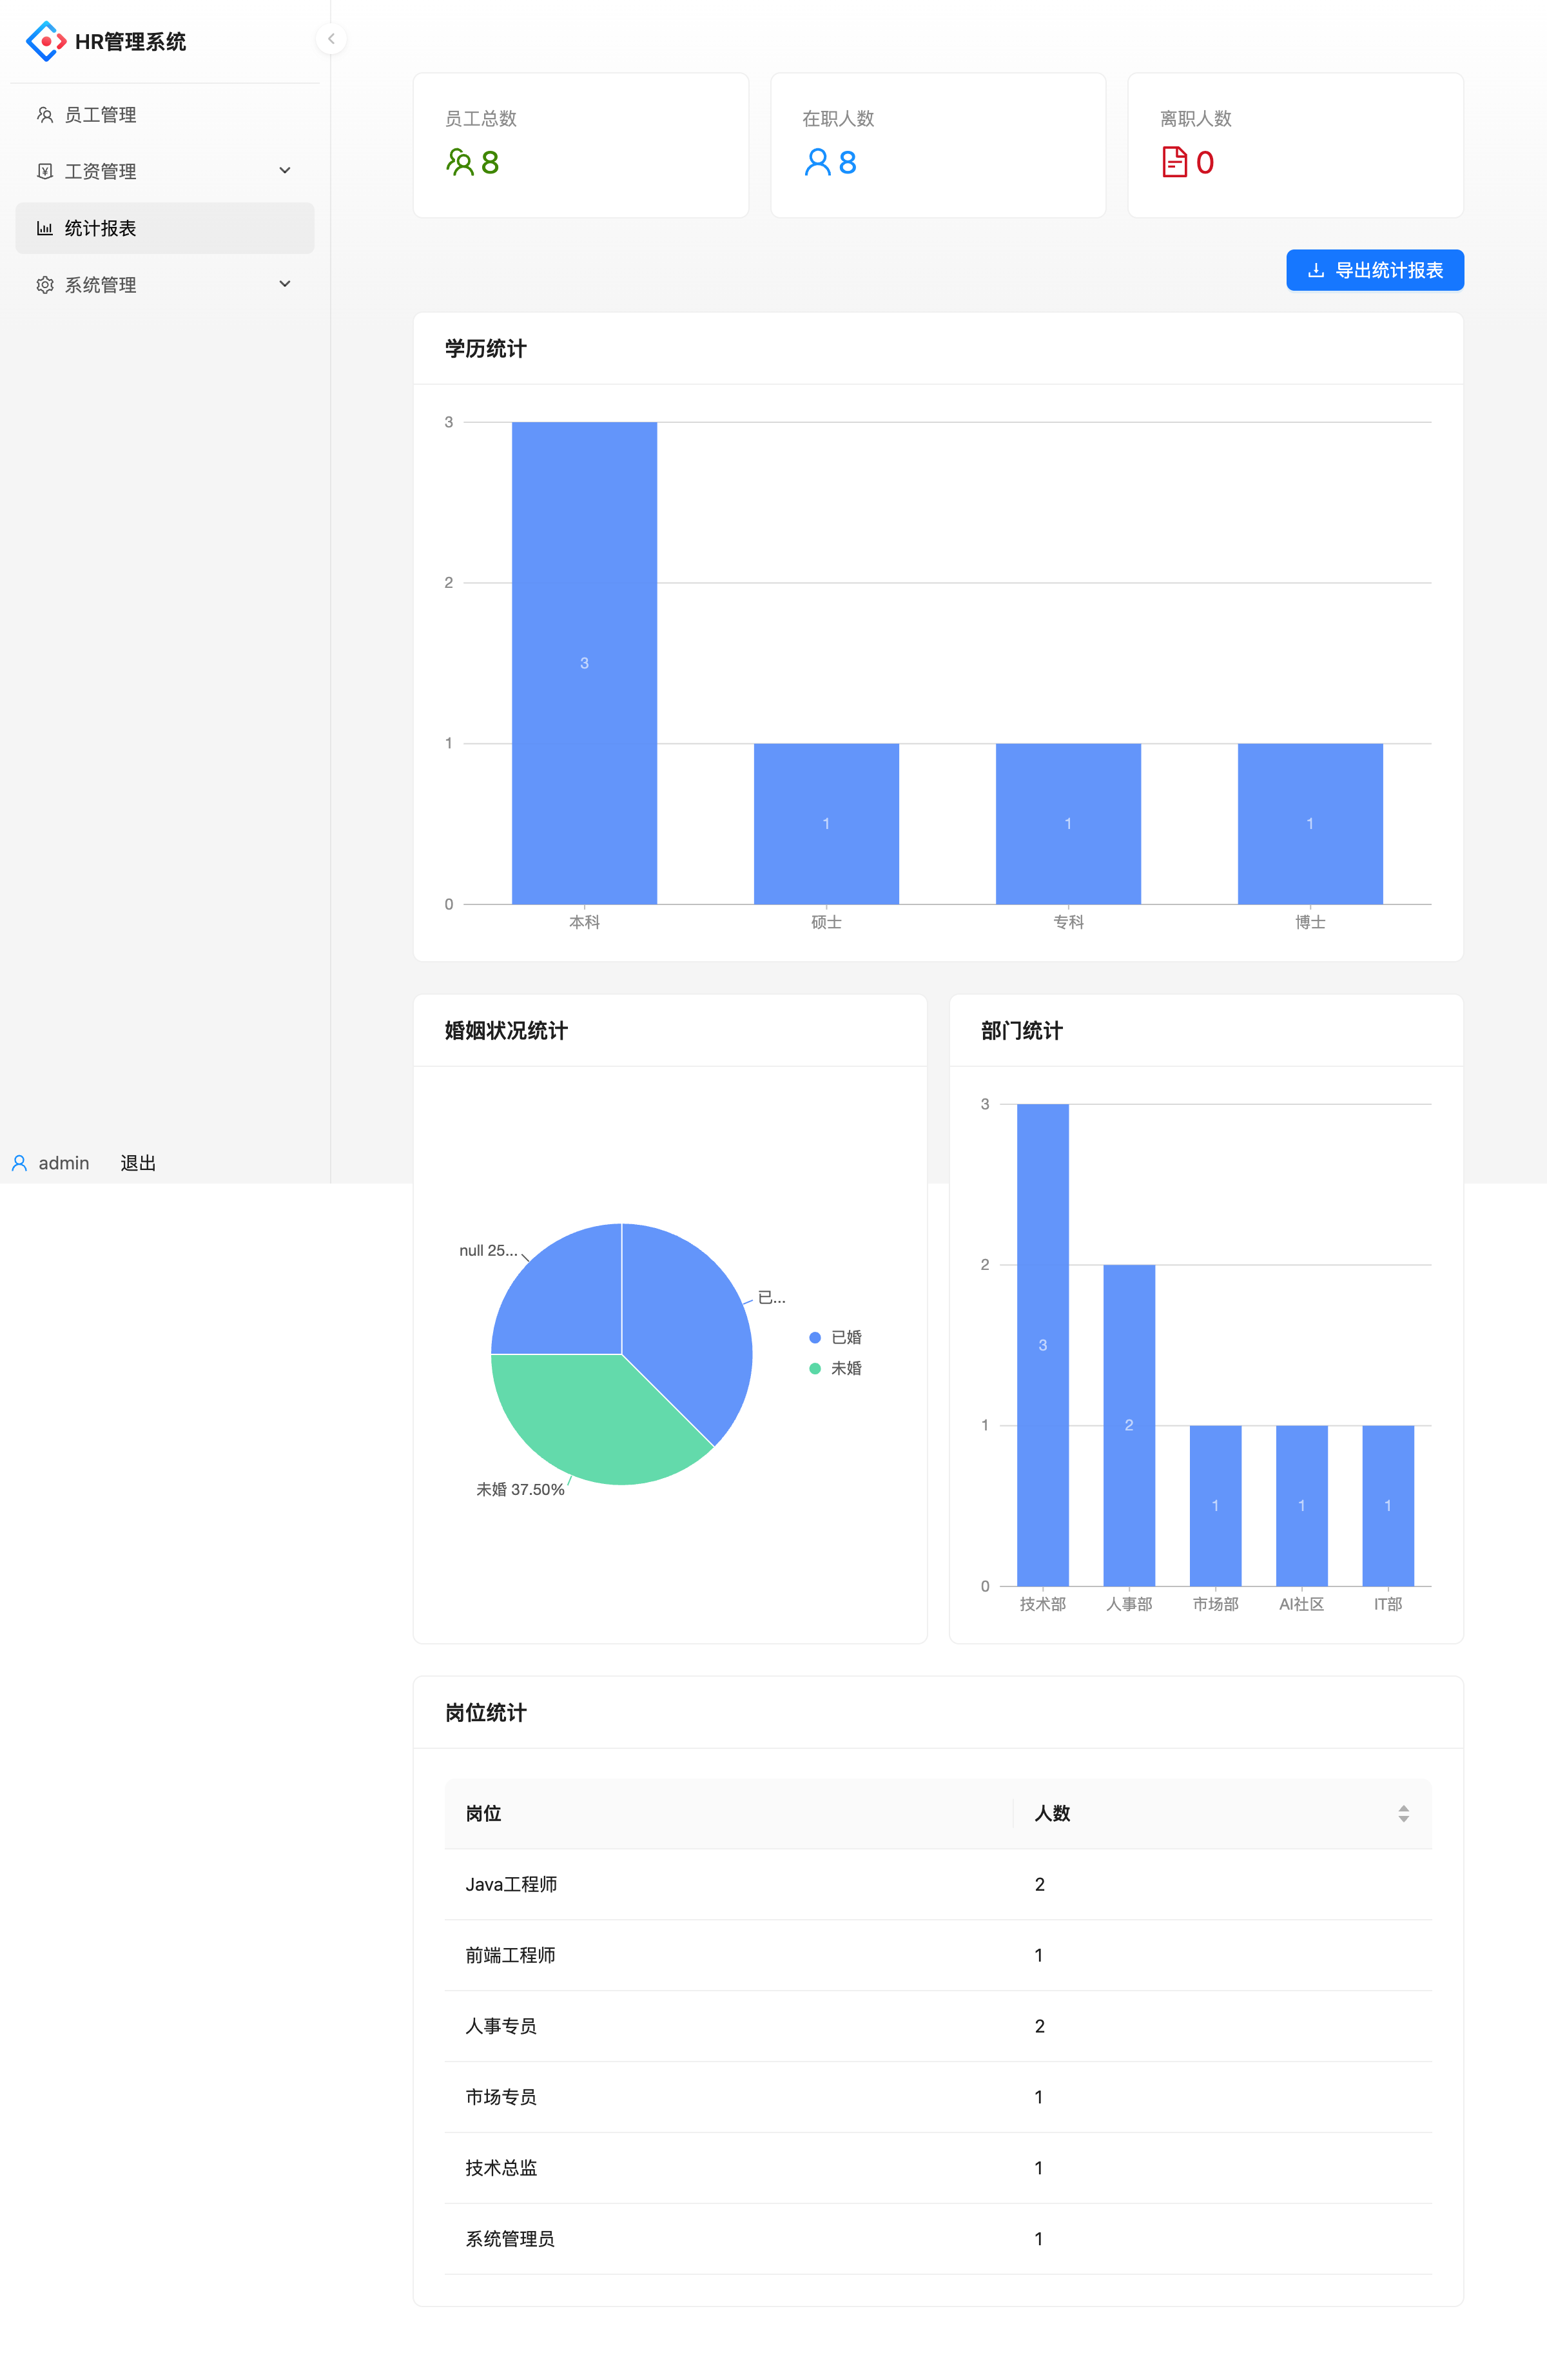 HR管理系统
员工管理
工资管理
统计报表
系统管理
admin 退出
员工总数
8
在职人数
8
离职人数
0
导出统计报表
学历统计
3
2
1
0
3
1
1
1
本科 硕士 专科 博士
婚姻状况统计
null 25...
已...
未婚 37.50%
已婚
未婚
部门统计
3
2
1
0
3
2
1
1
1
技术部 人事部 市场部 AI社区 IT部
岗位统计
岗位 人数
Java工程师 2
前端工程师 1
人事专员 2
市场专员 1
技术总监 1
系统管理员 1